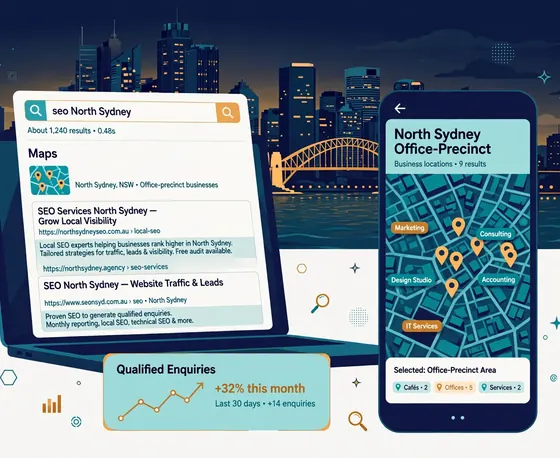 seo North Sydney
About 1,240 results • 0.48s
Maps
North Sydney, NSW • Office-precinct businesses
SEO Services North Sydney —
Grow Local Visibility
https://northsydneyseo.com.au › local-seo
Local SEO experts helping businesses rank higher in North Sydney.
Tailored strategies for traffic, leads & visibility. Free audit available.
https://northsydney.agency › seo-services
SEO North Sydney — Website Traffic & Leads
https://www.seonsyd.com.au › seo • North Sydney
Proven SEO to generate qualified enquiries.
Monthly reporting, local SEO, technical SEO & more.
Qualified Enquiries
+32% this month
Last 30 days • +14 enquiries
North Sydney
Office-Precinct
Business locations • 9 results
Marketing
Consulting
Design Studio
Accounting
IT Services
Selected: Office-Precinct Area
Cafés • 2
Offices • 5
Services • 2